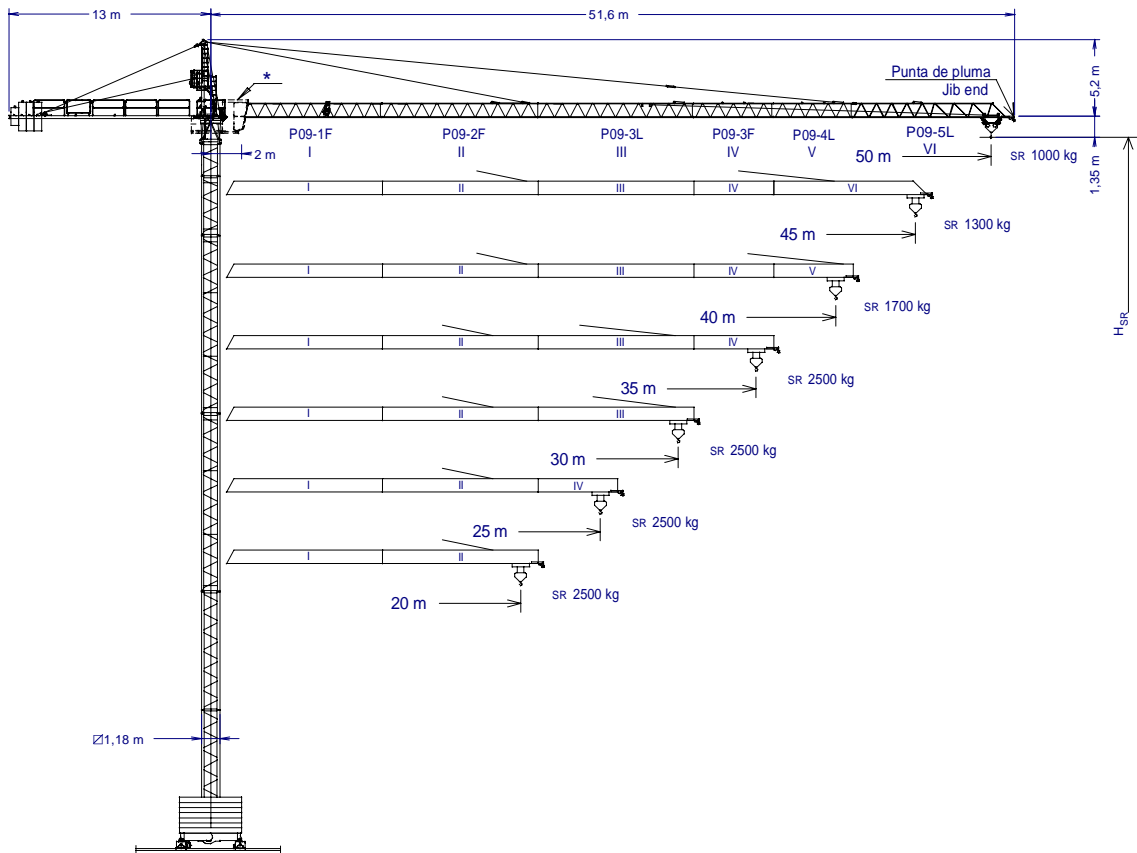 13 m
51,6 m
*
Punta de pluma
Jib end
5,2 m
P09-1F
P09-2F
P09-3L
P09-3F
P09-4L
P09-5L
I
II
III
IV
V
VI
2 m
50 m
SR 1000 kg
1,35 m
I
II
III
IV
VI
45 m
SR 1300 kg
I
II
III
IV
V
40 m
SR 1700 kg
HSR
I
II
III
IV
35 m
SR 2500 kg
I
II
III
30 m
SR 2500 kg
I
II
IV
25 m
SR 2500 kg
I
II
20 m
SR 2500 kg
⍁1,18 m